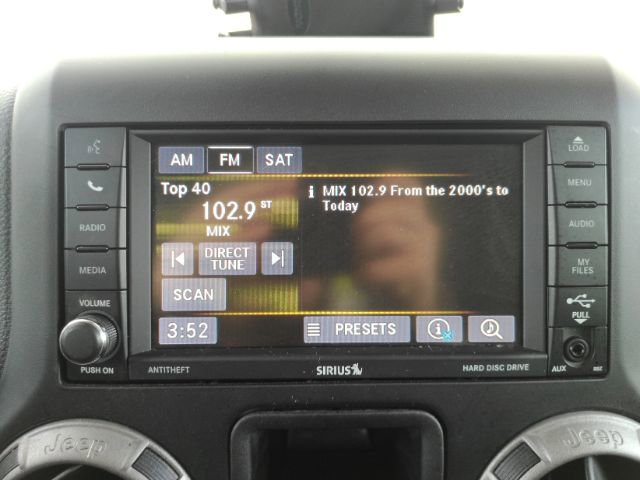 LOAD
AM FM SAT
MENU
Top 40
i MIX 102.9 From the 2000's to
Today
102.9 ST
MIX
RADIO
AUDIO
DIRECT
TUNE
MEDIA
MY
FILES
SCAN
VOLUME
PULL
3:52
PRESETS
PUSH ON
ANTITHEFT
SIRIUS
HARD DISC DRIVE
AUX
Jeep
Jeep